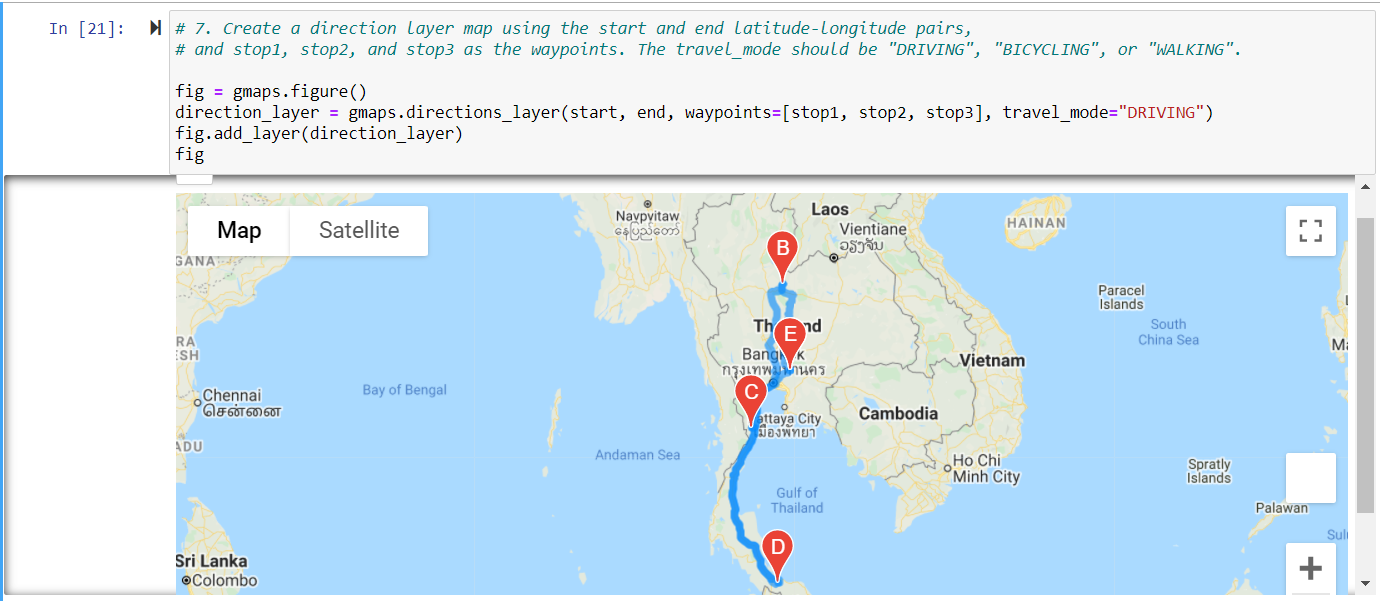 In [21]:
# 7. Create a direction layer map using the start and end latitude-longitude pairs,
# and stop1, stop2, and stop3 as the waypoints. The travel_mode should be "DRIVING", "BICYCLING", or "WALKING".
fig = gmaps.figure()
direction_layer = gmaps.directions_layer(start, end, waypoints=[stop1, stop2, stop3], travel_mode="DRIVING")
fig.add_layer(direction_layer)
fig
Map Satellite
Navpvitaw
နေပြည်တော်
Laos
Vientiane
ວຽງຈັນ
HAINAN
GANA
B
Paracel
Islands
South
China Sea
E
Vietnam
กรุงเทพมหานคร
Bay of Bengal
Chennai
சென்னை
C
Pattaya City
เมืองพัทยา
Cambodia
ADU
Andaman Sea
Ho Chi
Minh City
Spratly
Islands
Gulf of
Thailand
Palawan
D
Sri Lanka
Colombo
+